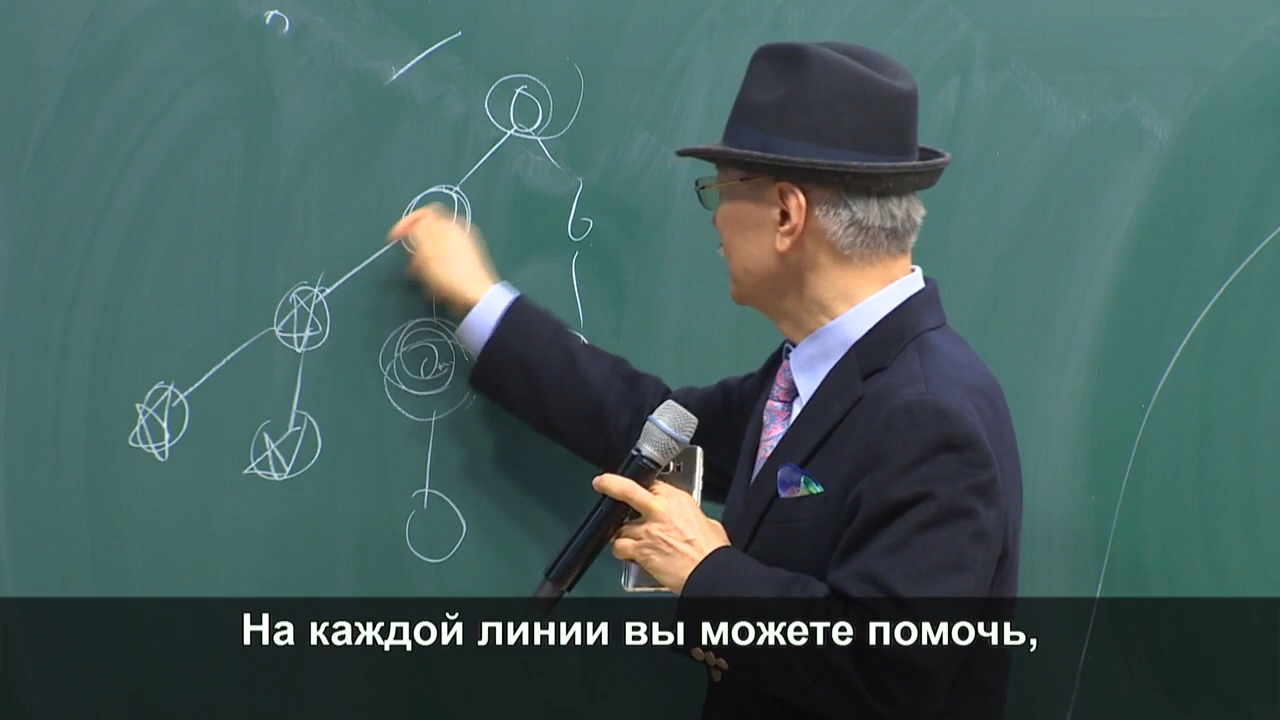 На каждой линии вы можете помочь,